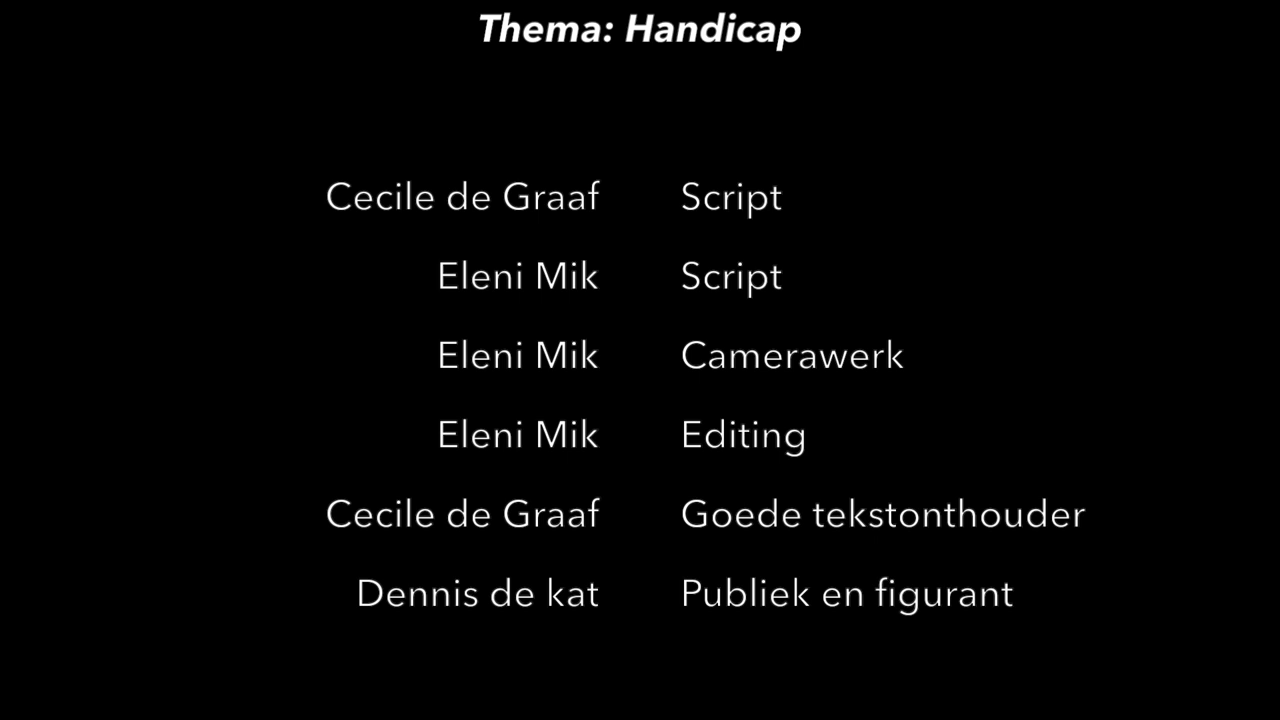 Thema: Handicap
Cecile de Graaf Script
Eleni Mik Script
Eleni Mik Camerawerk
Eleni Mik Editing
Cecile de Graaf Goede tekstonthouder
Dennis de kat Publiek en figurant